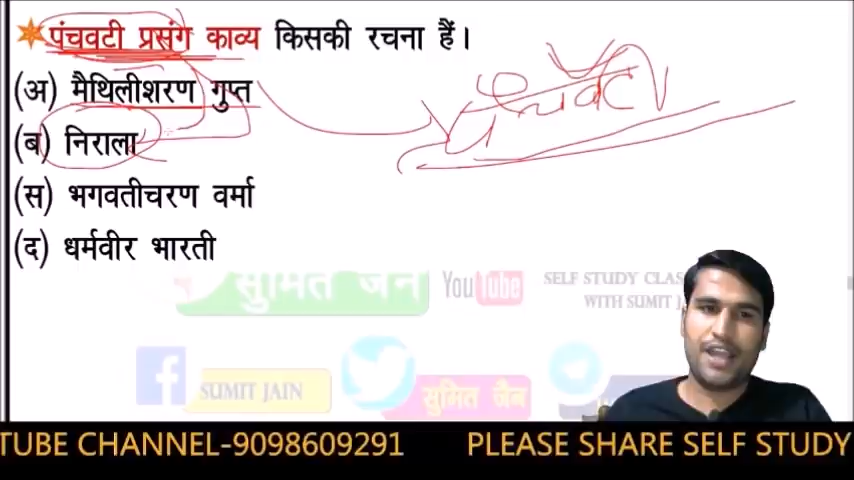 पंचवटी प्रसंग काव्य किसकी रचना हैं।
(अ) मैथिलीशरण गुप्त
पंचवटी
(ब) निराला
(स) भगवतीचरण वर्मा
(द) धर्मवीर भारती
सुमित जैन
YouTube
SELF STUDY CLAS
WITH SUMIT JA
SUMIT JAIN
सुमित जैन
TUBE CHANNEL-9098609291 PLEASE SHARE SELF STUDY